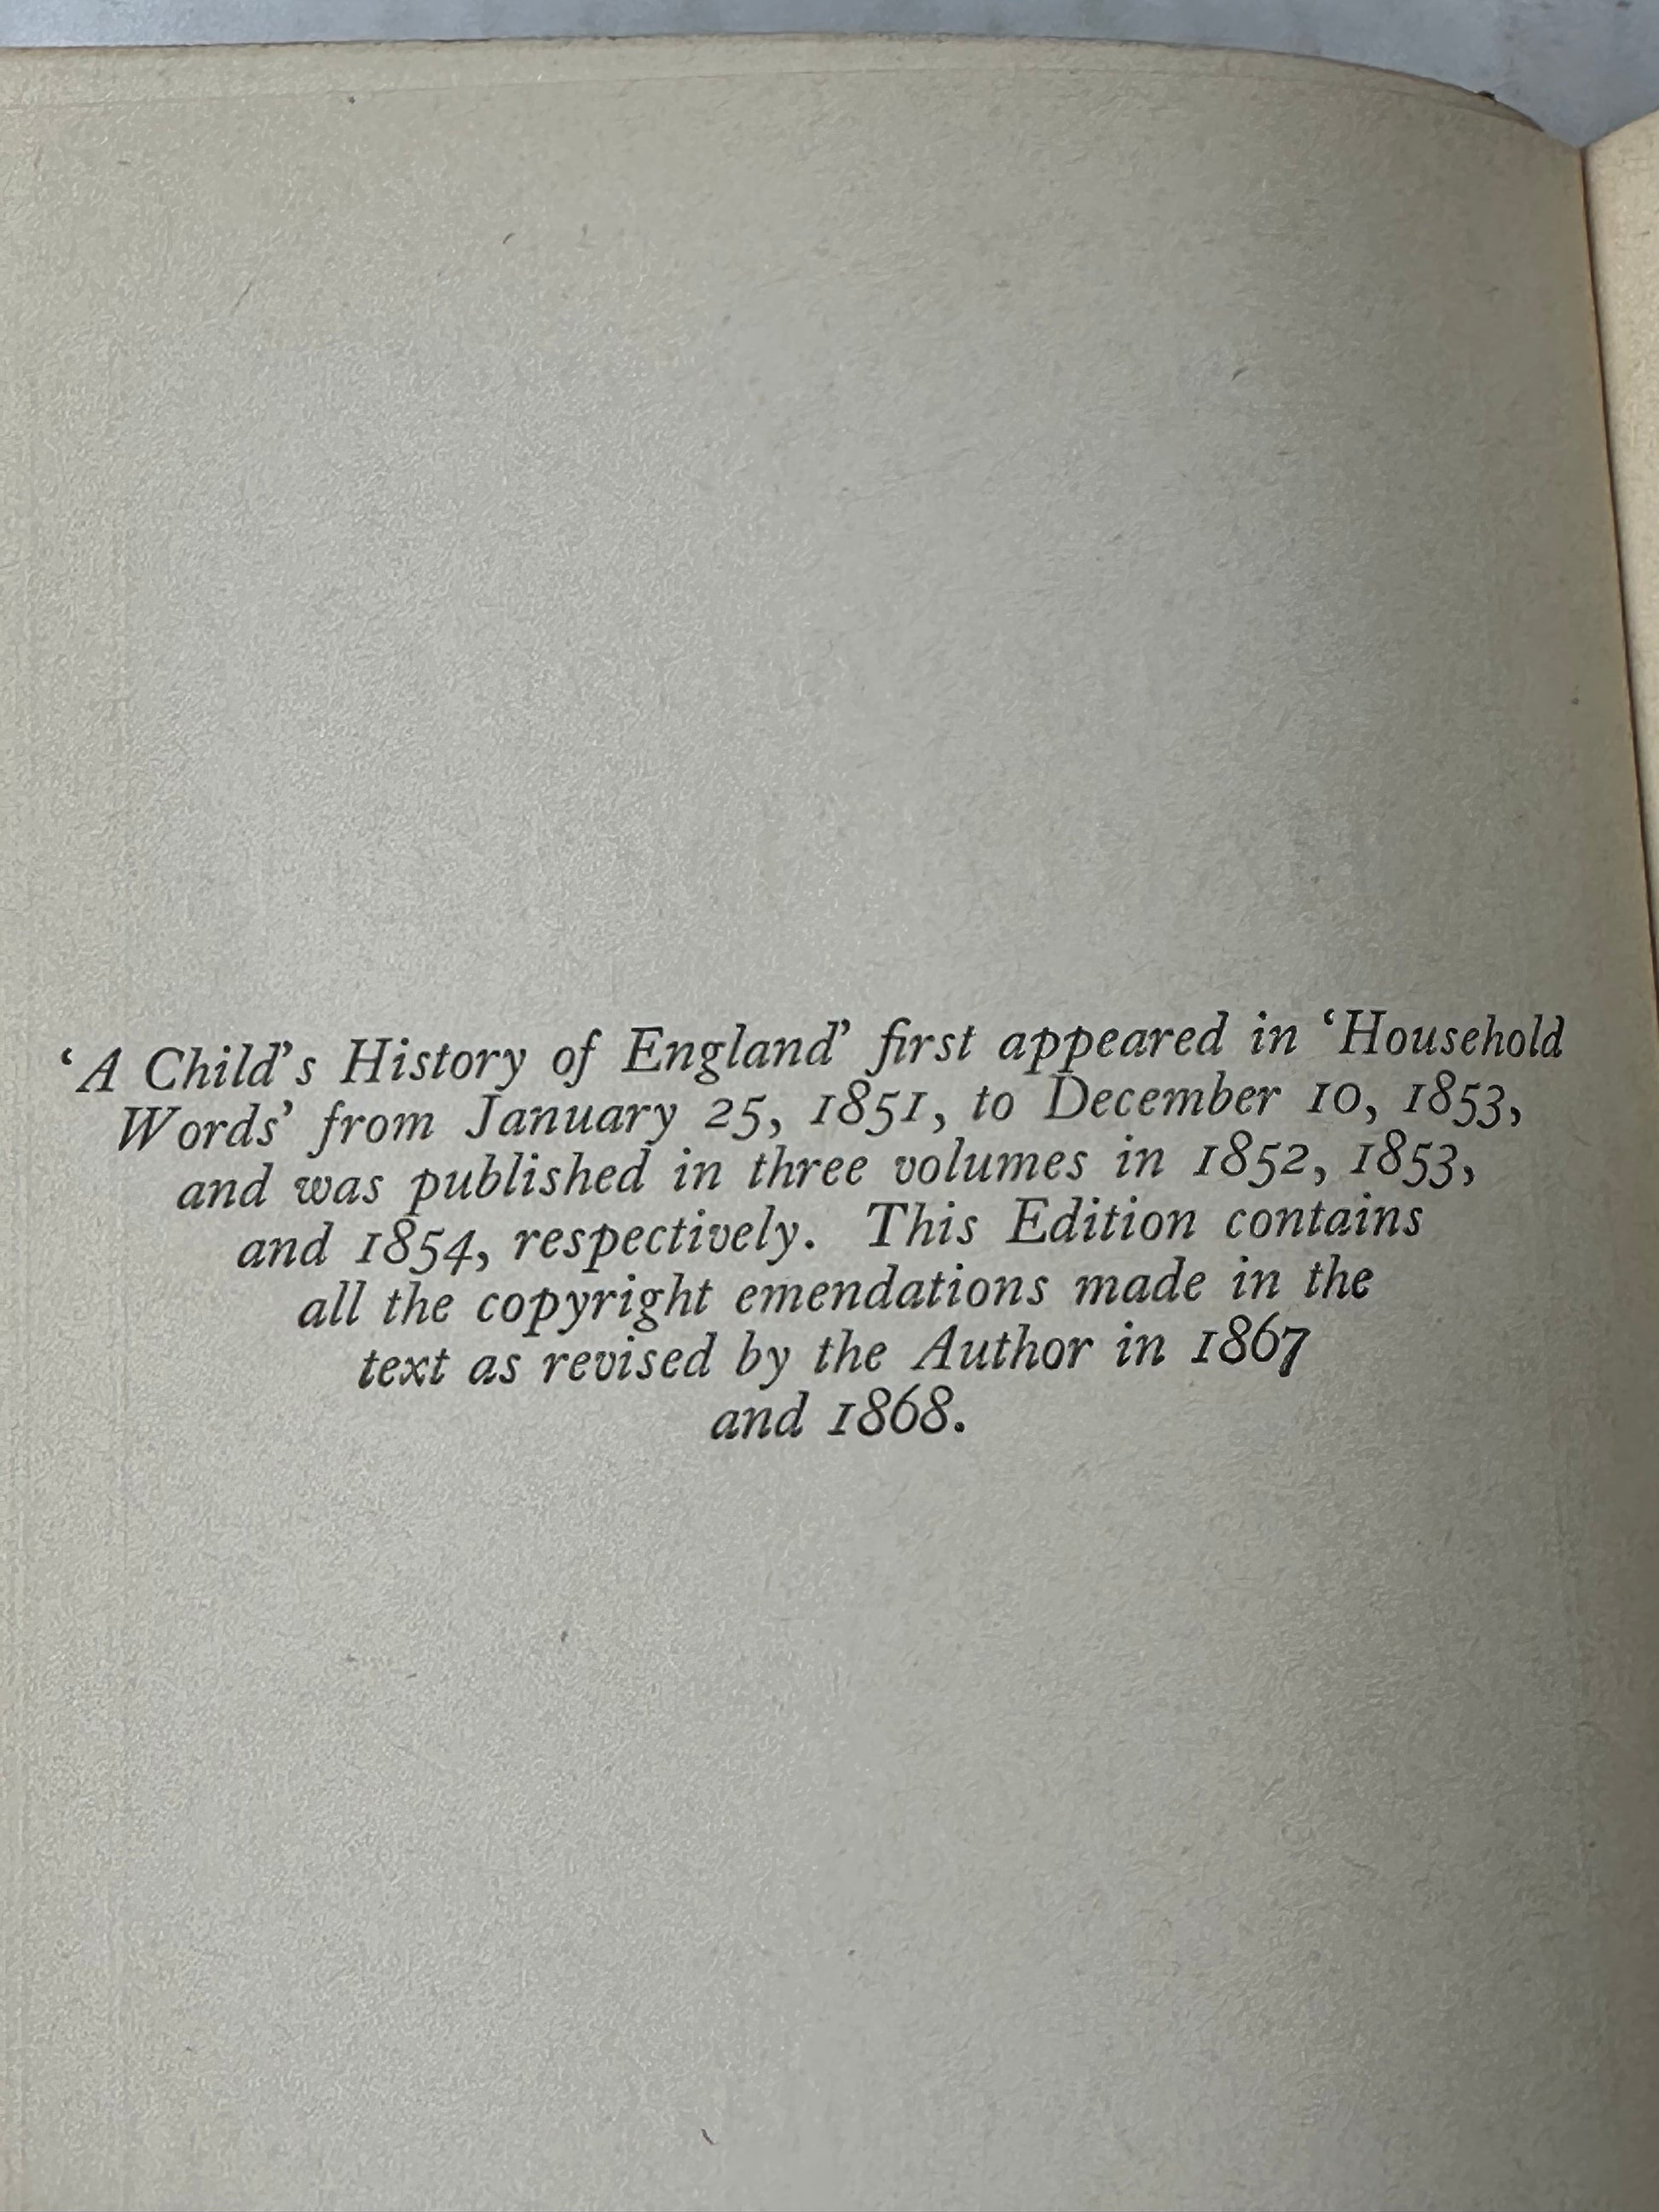 ‘A Child’s History of England’ first appeared in ‘Household
Words’ from January 25, 1851, to December 10, 1853,
and was published in three volumes in 1852, 1853,
and 1854, respectively. This Edition contains
all the copyright emendations made in the
text as revised by the Author in 1867
and 1868.